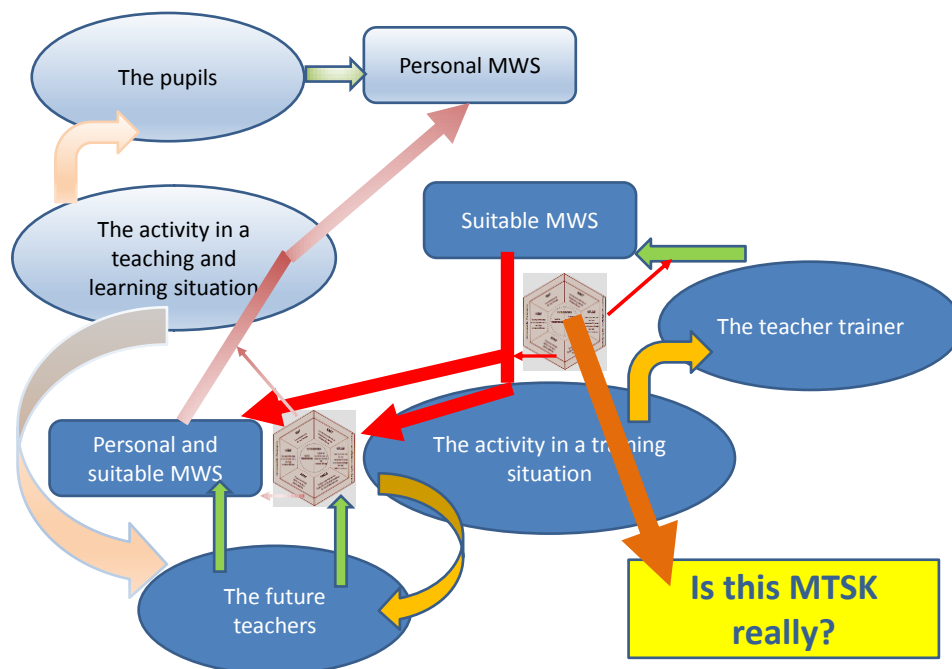 The pupils
Personal MWS
The activity in a
teaching and
learning situation
Suitable MWS
The teacher trainer
Personal and
suitable MWS
The activity in a training
situation
The future
teachers
Is this MTSK
really?